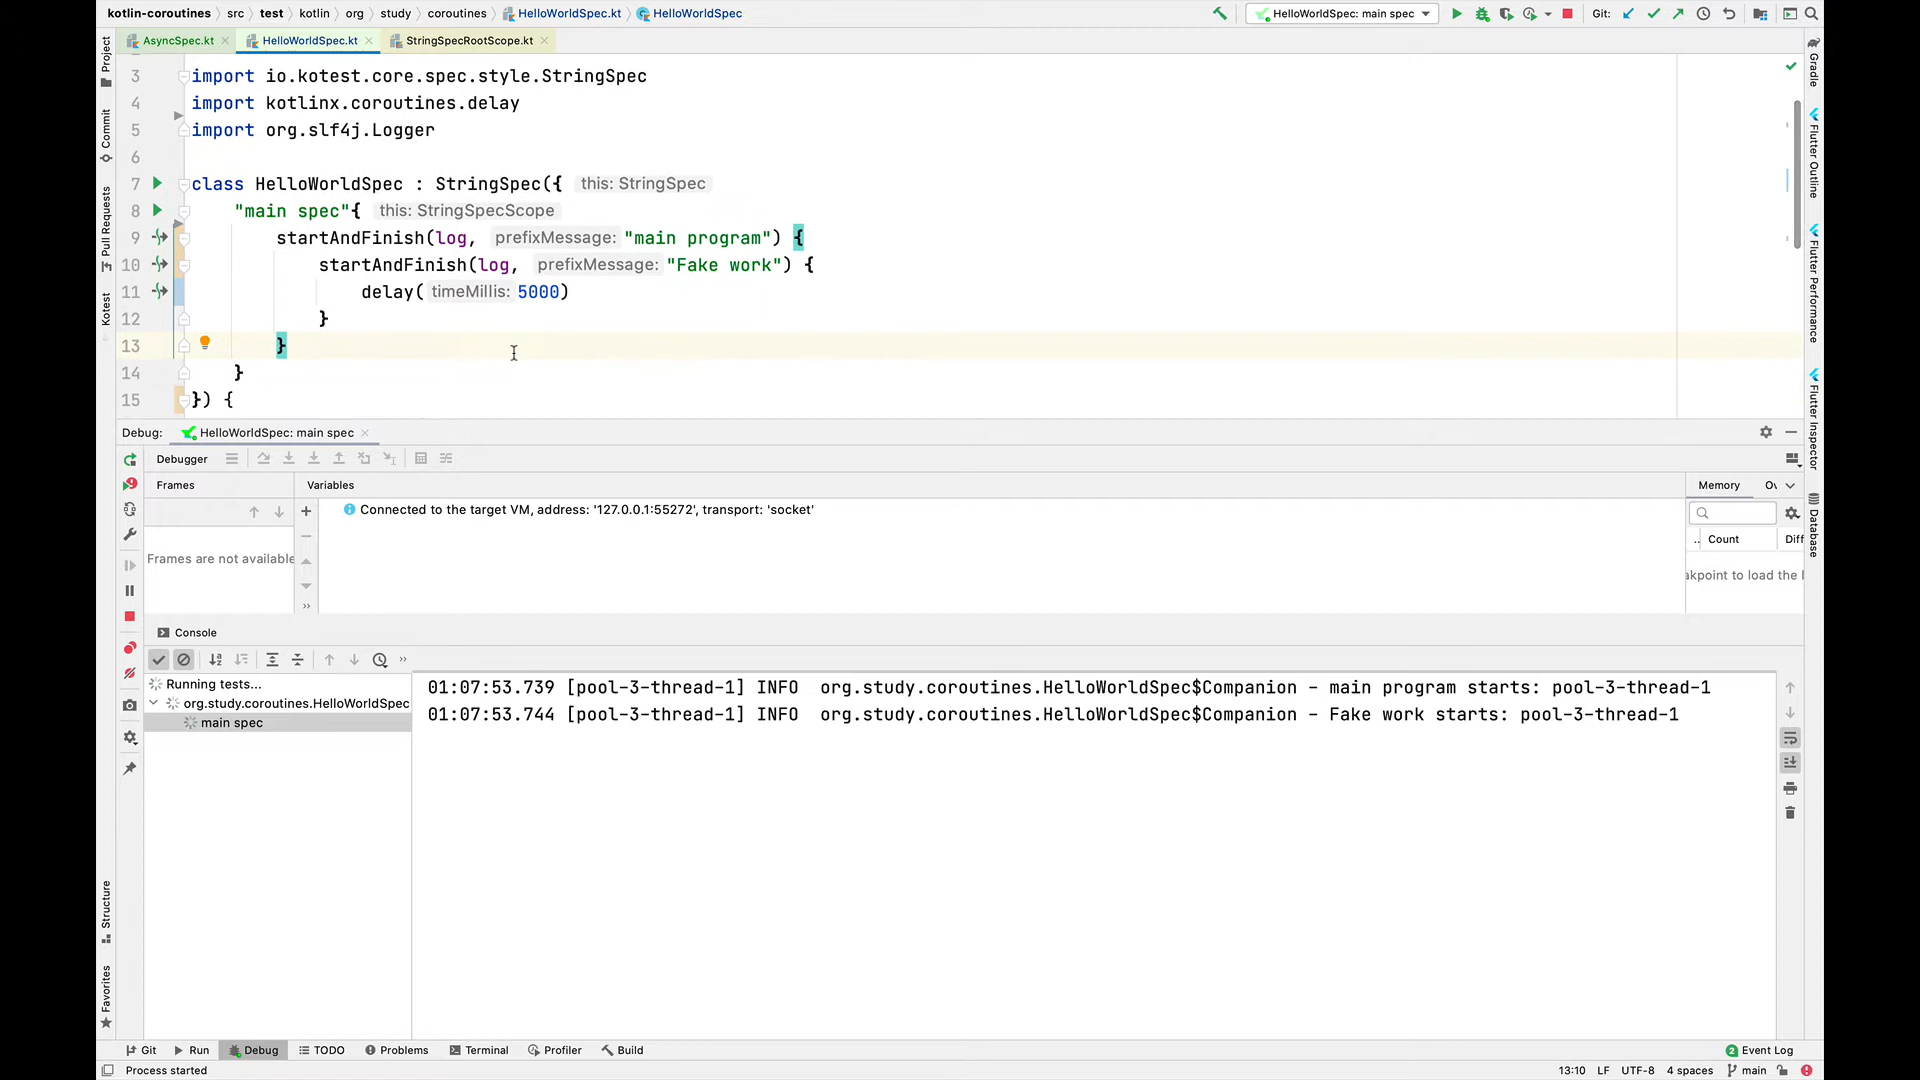 kotlin-coroutines › src › test › kotlin › org › study › coroutines › HelloWorldSpec.kt › HelloWorldSpec
HelloWorldSpec: main spec
Git:
AsyncSpec.kt
HelloWorldSpec.kt
StringSpecRootScope.kt
3 import io.kotest.core.spec.style.StringSpec
4 import kotlinx.coroutines.delay
5 import org.slf4j.Logger
6
7 class HelloWorldSpec : StringSpec({ this: StringSpec
8 "main spec"{ this: StringSpecScope
9 startAndFinish(log, prefixMessage: "main program") {
10 startAndFinish(log, prefixMessage: "Fake work") {
11 delay( timeMillis: 5000)
12 }
13 }
14 }
15 }) {
Project
Commit
Pull Requests
Kotest
Structure
Favorites
Gradle
Flutter Outline
Flutter Performance
Flutter Inspector
Database
Debug: HelloWorldSpec: main spec
Debugger
Frames
Variables
Memory
Ov
Frames are not available
Connected to the target VM, address: '127.0.0.1:55272', transport: 'socket'
.. Count Diff
akpoint to load the
Console
Running tests...
org.study.coroutines.HelloWorldSpec
main spec
01:07:53.739 [pool-3-thread-1] INFO org.study.coroutines.HelloWorldSpec$Companion - main program starts: pool-3-thread-1
01:07:53.744 [pool-3-thread-1] INFO org.study.coroutines.HelloWorldSpec$Companion - Fake work starts: pool-3-thread-1
Git Run Debug TODO Problems Terminal Profiler Build
2 Event Log
Process started
13:10 LF UTF-8 4 spaces main